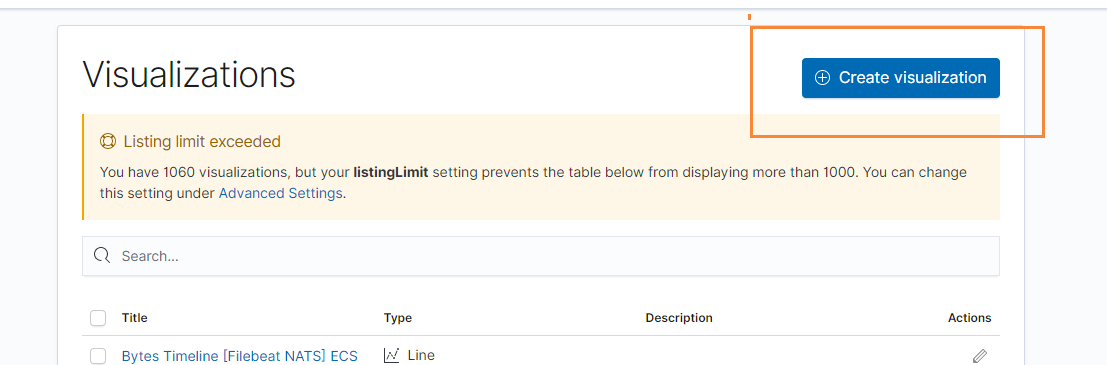 Visualizations
Create visualization
Listing limit exceeded
You have 1060 visualizations, but your listingLimit setting prevents the table below from displaying more than 1000. You can change
this setting under Advanced Settings.
Search...
Title Type Description Actions
Bytes Timeline [Filebeat NATS] ECS Line